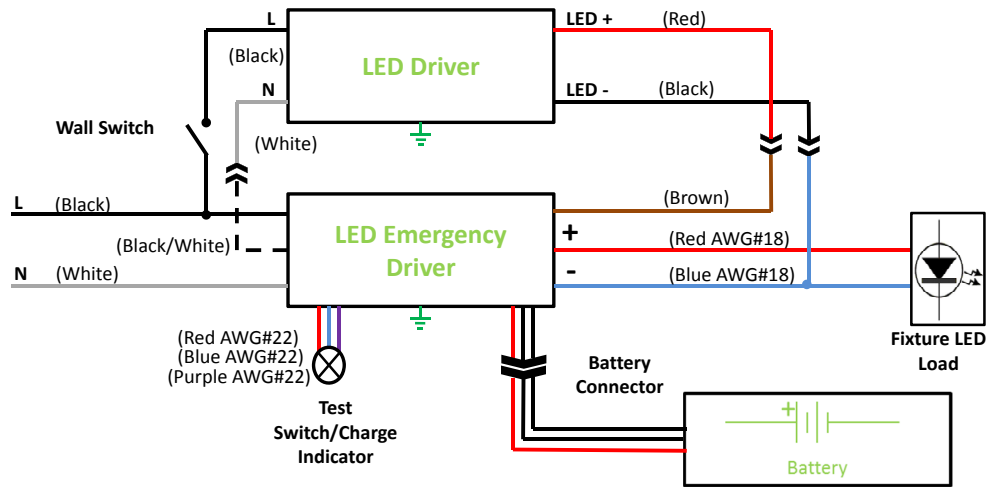 L
(Black)
N
(White)
LED Driver
LED +
(Red)
LED -
(Black)
Wall Switch
L
(Black)
(Black/White)
N
(White)
LED Emergency
Driver
(Brown)
+
(Red AWG#18)
-
(Blue AWG#18)
Fixture LED
Load
(Red AWG#22)
(Blue AWG#22)
(Purple AWG#22)
Test
Switch/Charge
Indicator
Battery
Connector
+
Battery